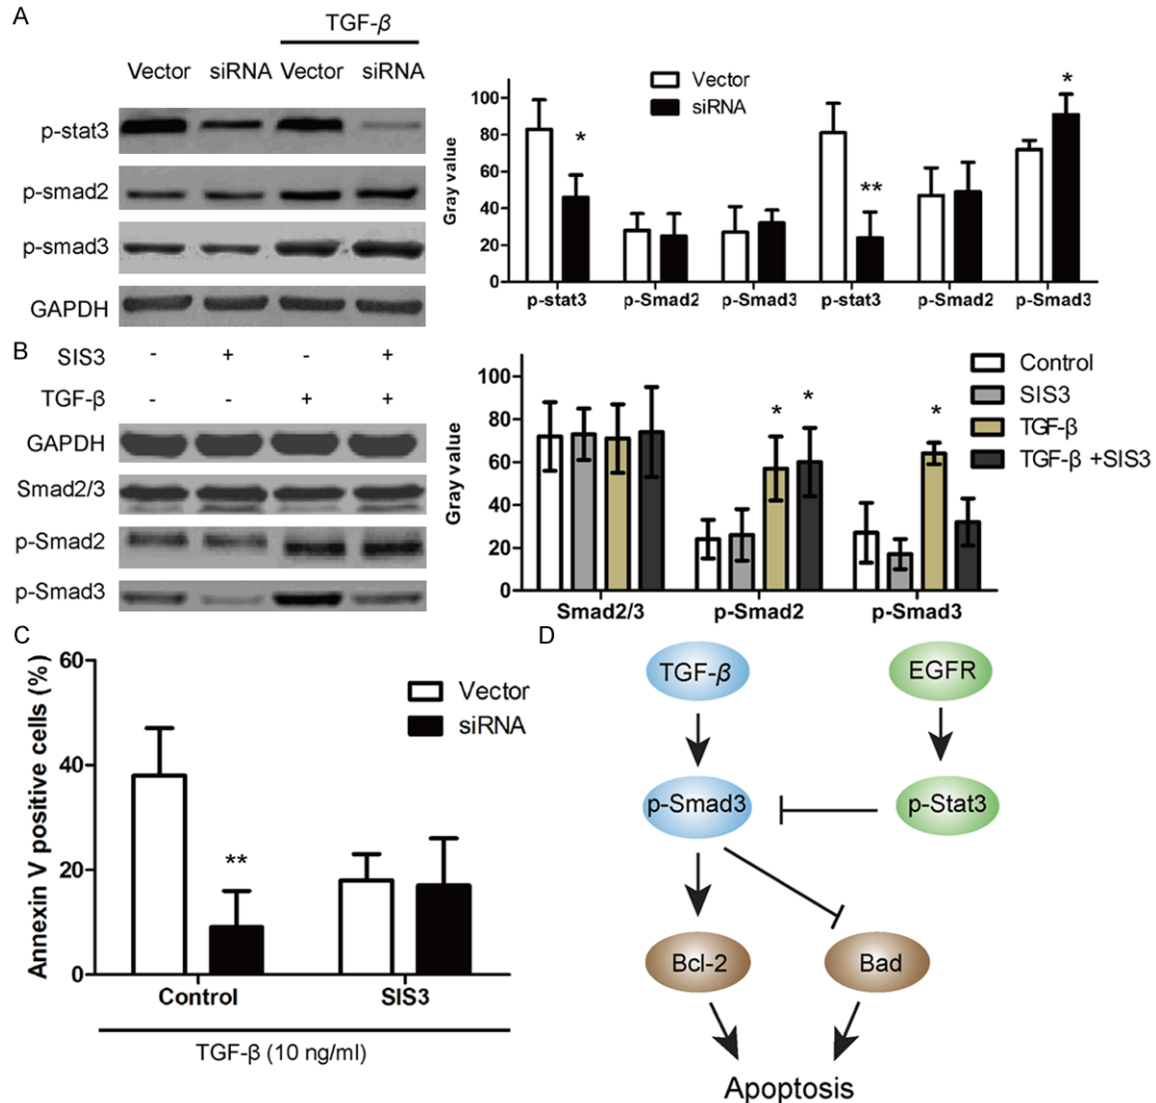 A
TGF-β
Vector siRNA Vector siRNA
p-stat3
p-smad2
p-smad3
GAPDH
Vector
siRNA
Gray value
100
80
60
40
20
0
*
**
*
p-stat3 p-Smad2 p-Smad3 p-stat3 p-Smad2 p-Smad3
B
SIS3 - + - +
TGF-β - - + +
GAPDH
Smad2/3
p-Smad2
p-Smad3
Control
SIS3
TGF-β
TGF-β +SIS3
Gray value
100
80
60
40
20
0
* * *
Smad2/3 p-Smad2 p-Smad3
C
Vector
siRNA
Annexin V positive cells (%)
60
40
20
0
**
Control SIS3
TGF-β (10 ng/ml)
D
TGF-β EGFR
p-Smad3 p-Stat3
Bcl-2 Bad
Apoptosis